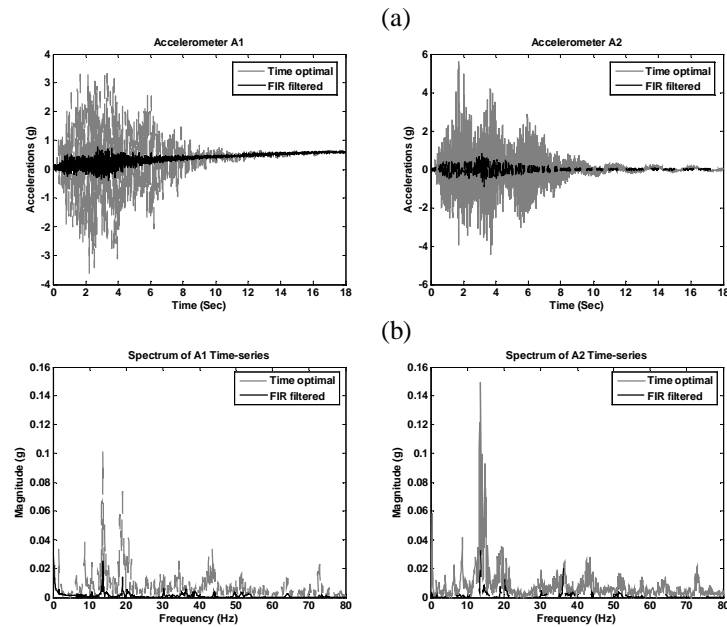 (a)
Accelerometer A1
4
3
2
1
0
-1
-2
-3
-4
Accelerations (g)
0 2 4 6 8 10 12 14 16 18
Time (Sec)
Time optimal
FIR filtered
Accelerometer A2
6
4
2
0
-2
-4
-6
Accelerations (g)
0 2 4 6 8 10 12 14 16 18
Time (Sec)
Time optimal
FIR filtered
(b)
Spectrum of A1 Time-series
0.16
0.14
0.12
0.1
0.08
0.06
0.04
0.02
0
Magnitude (g)
0 10 20 30 40 50 60 70 80
Frequency (Hz)
Time optimal
FIR filtered
Spectrum of A2 Time-series
0.16
0.14
0.12
0.1
0.08
0.06
0.04
0.02
0
Magnitude (g)
0 10 20 30 40 50 60 70 80
Frequency (Hz)
Time optimal
FIR filtered